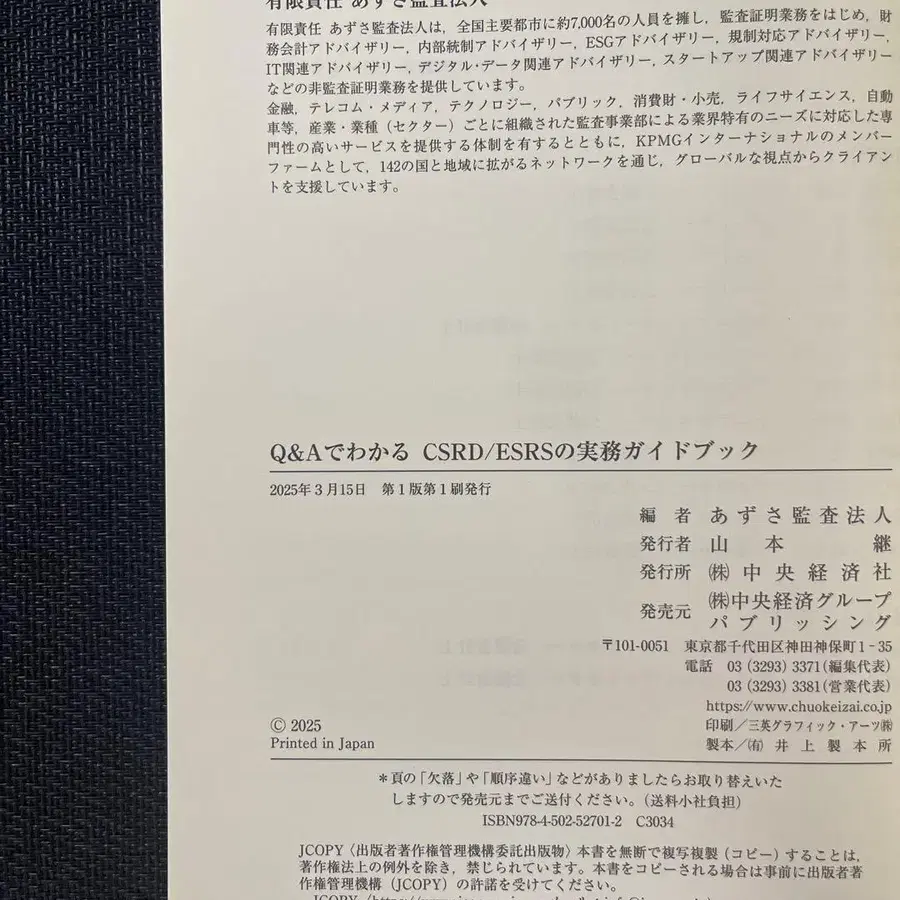 有限責任 あずさ監査法人
有限責任 あずさ監査法人は，全国主要都市に約7,000名の人員を擁し，監査証明業務をはじめ，財
務会計アドバイザリー，内部統制アドバイザリー，ESGアドバイザリー，規制対応アドバイザリー，
IT関連アドバイザリー，デジタル・データ関連アドバイザリー，スタートアップ関連アドバイザリー
などの非監査証明業務を提供しています。
金融，テレコム・メディア，テクノロジー，パブリック，消費財・小売，ライフサイエンス，自動
車等，産業・業種（セクター）ごとに組織された監査事業部による業界特有のニーズに対応した専
門性の高いサービスを提供する体制を有するとともに，KPMGインターナショナルのメンバー
ファームとして，142の国と地域に拡がるネットワークを通じ，グローバルな視点からクライアン
トを支援しています。
Q&Aでわかる CSRD/ESRSの実務ガイドブック
2025年3月15日 第1版第1刷発行
編者 あずさ監査法人
発行者 山本 継
発行所 ㈱中央経済社
発売元 ㈱中央経済グループ
パブリッシング
〒101-0051 東京都千代田区神田神保町1-35
電話 03 (3293) 3371(編集代表)
03 (3293) 3381(営業代表)
https://www.chuokeizai.co.jp
印刷／三英グラフィック・アーツ㈱
製本／㈲井上製本所
© 2025
Printed in Japan
＊頁の「欠落」や「順序違い」などがありましたらお取り替えいた
しますので発売元までご送付ください。（送料小社負担）
ISBN978-4-502-52701-2 C3034
JCOPY〈出版者著作権管理機構委託出版物〉本書を無断で複写複製（コピー）することは，
著作権法上の例外を除き，禁じられています。本書をコピーされる場合は事前に出版者著
作権管理機構（JCOPY）の許諾を受けてください。